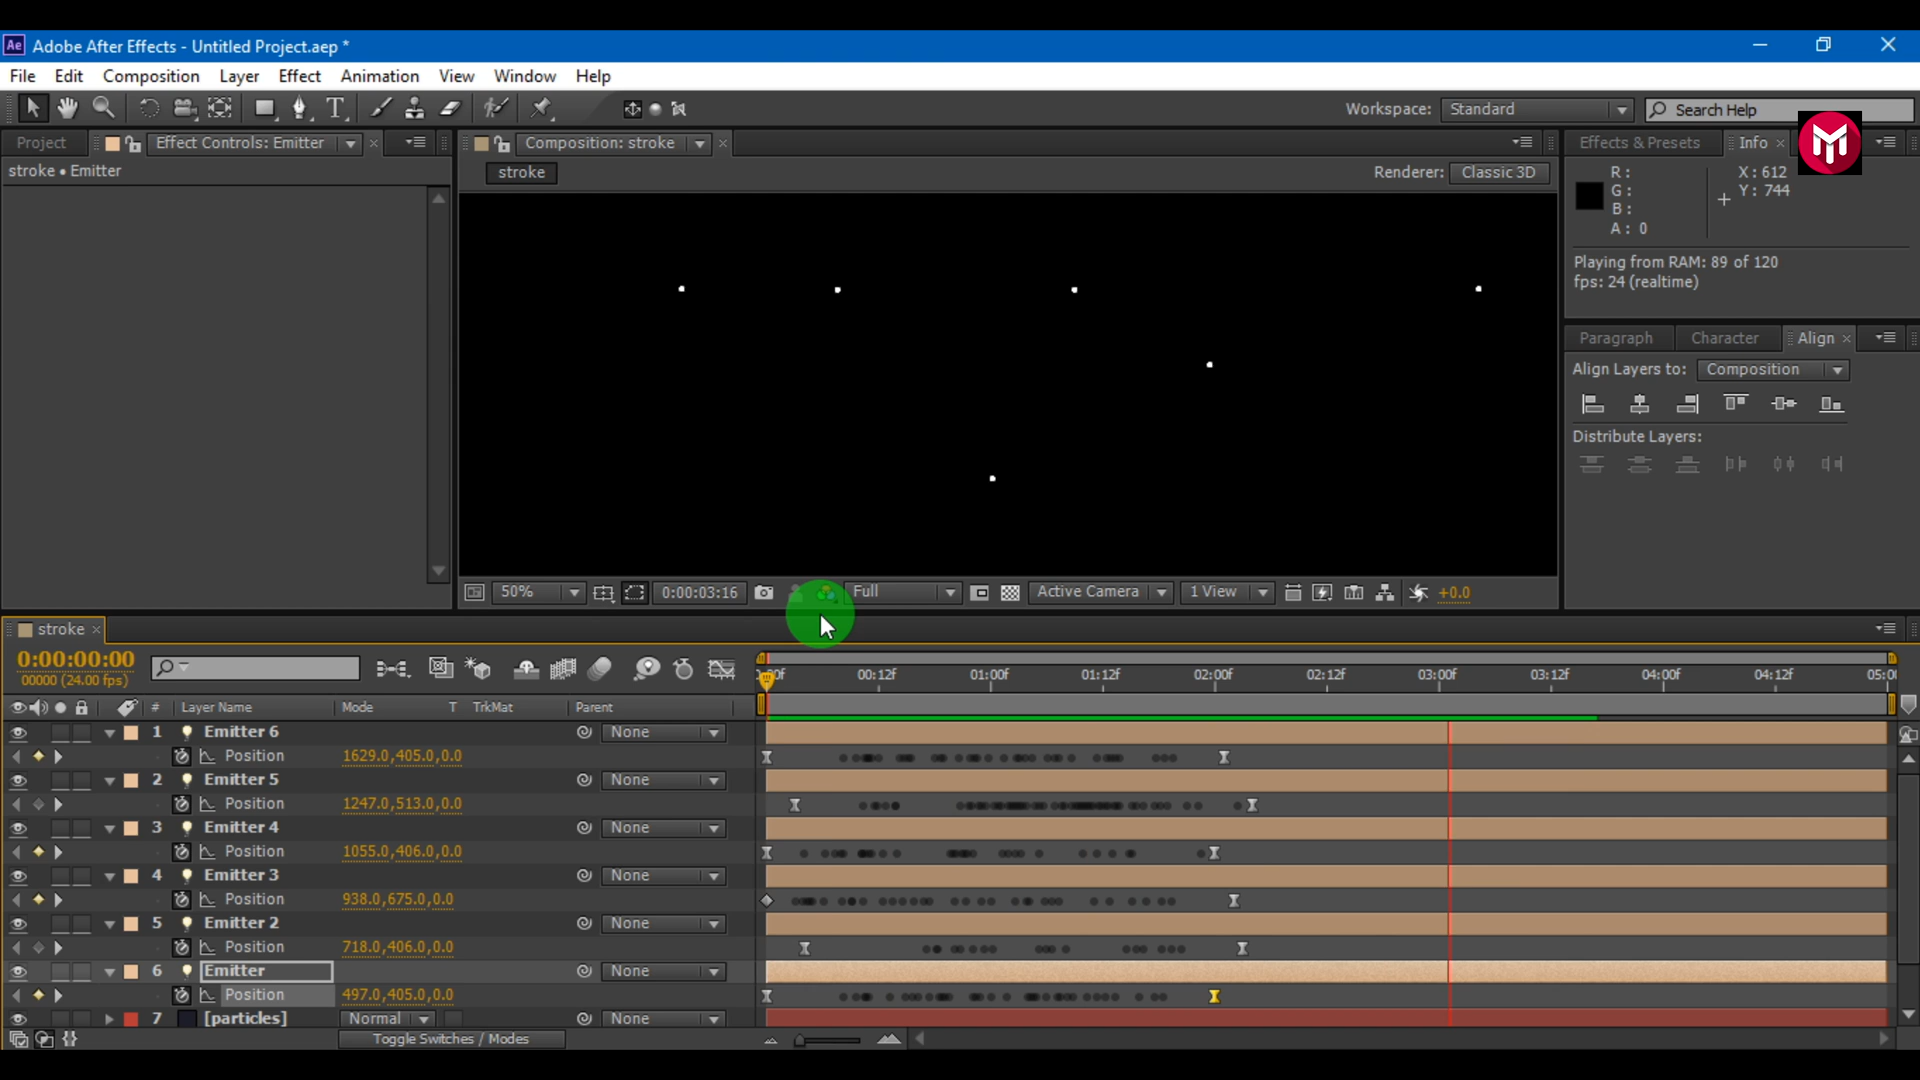 Ae Adobe After Effects - Untitled Project.aep *
File Edit Composition Layer Effect Animation View Window Help
T Workspace: Standard Search Help
Project Effect Controls: Emitter Composition: stroke Effects & Presets Info
stroke • Emitter
stroke
Renderer: Classic 3D
R :
G :
B :
A : 0
X : 612
Y : 744
+
Playing from RAM: 89 of 120
fps: 24 (realtime)
Paragraph Character Align
Align Layers to: Composition
Distribute Layers:
50% 0:00:03:16 Full Active Camera 1 View +0.0
stroke
0:00:00:00
00000 (24.00 fps)
00:12f 01:00f 01:12f 02:00f 02:12f 03:00f 03:12f 04:00f 04:12f 05:0
# Layer Name Mode T TrkMat Parent
1 Emitter 6 None
Position 1629.0,405.0,0.0
2 Emitter 5 None
Position 1247.0,513.0,0.0
3 Emitter 4 None
Position 1055.0,406.0,0.0
4 Emitter 3 None
Position 938.0,675.0,0.0
5 Emitter 2 None
Position 718.0,406.0,0.0
6 Emitter None
Position 497.0,405.0,0.0
7 [particles] Normal None
Toggle Switches / Modes